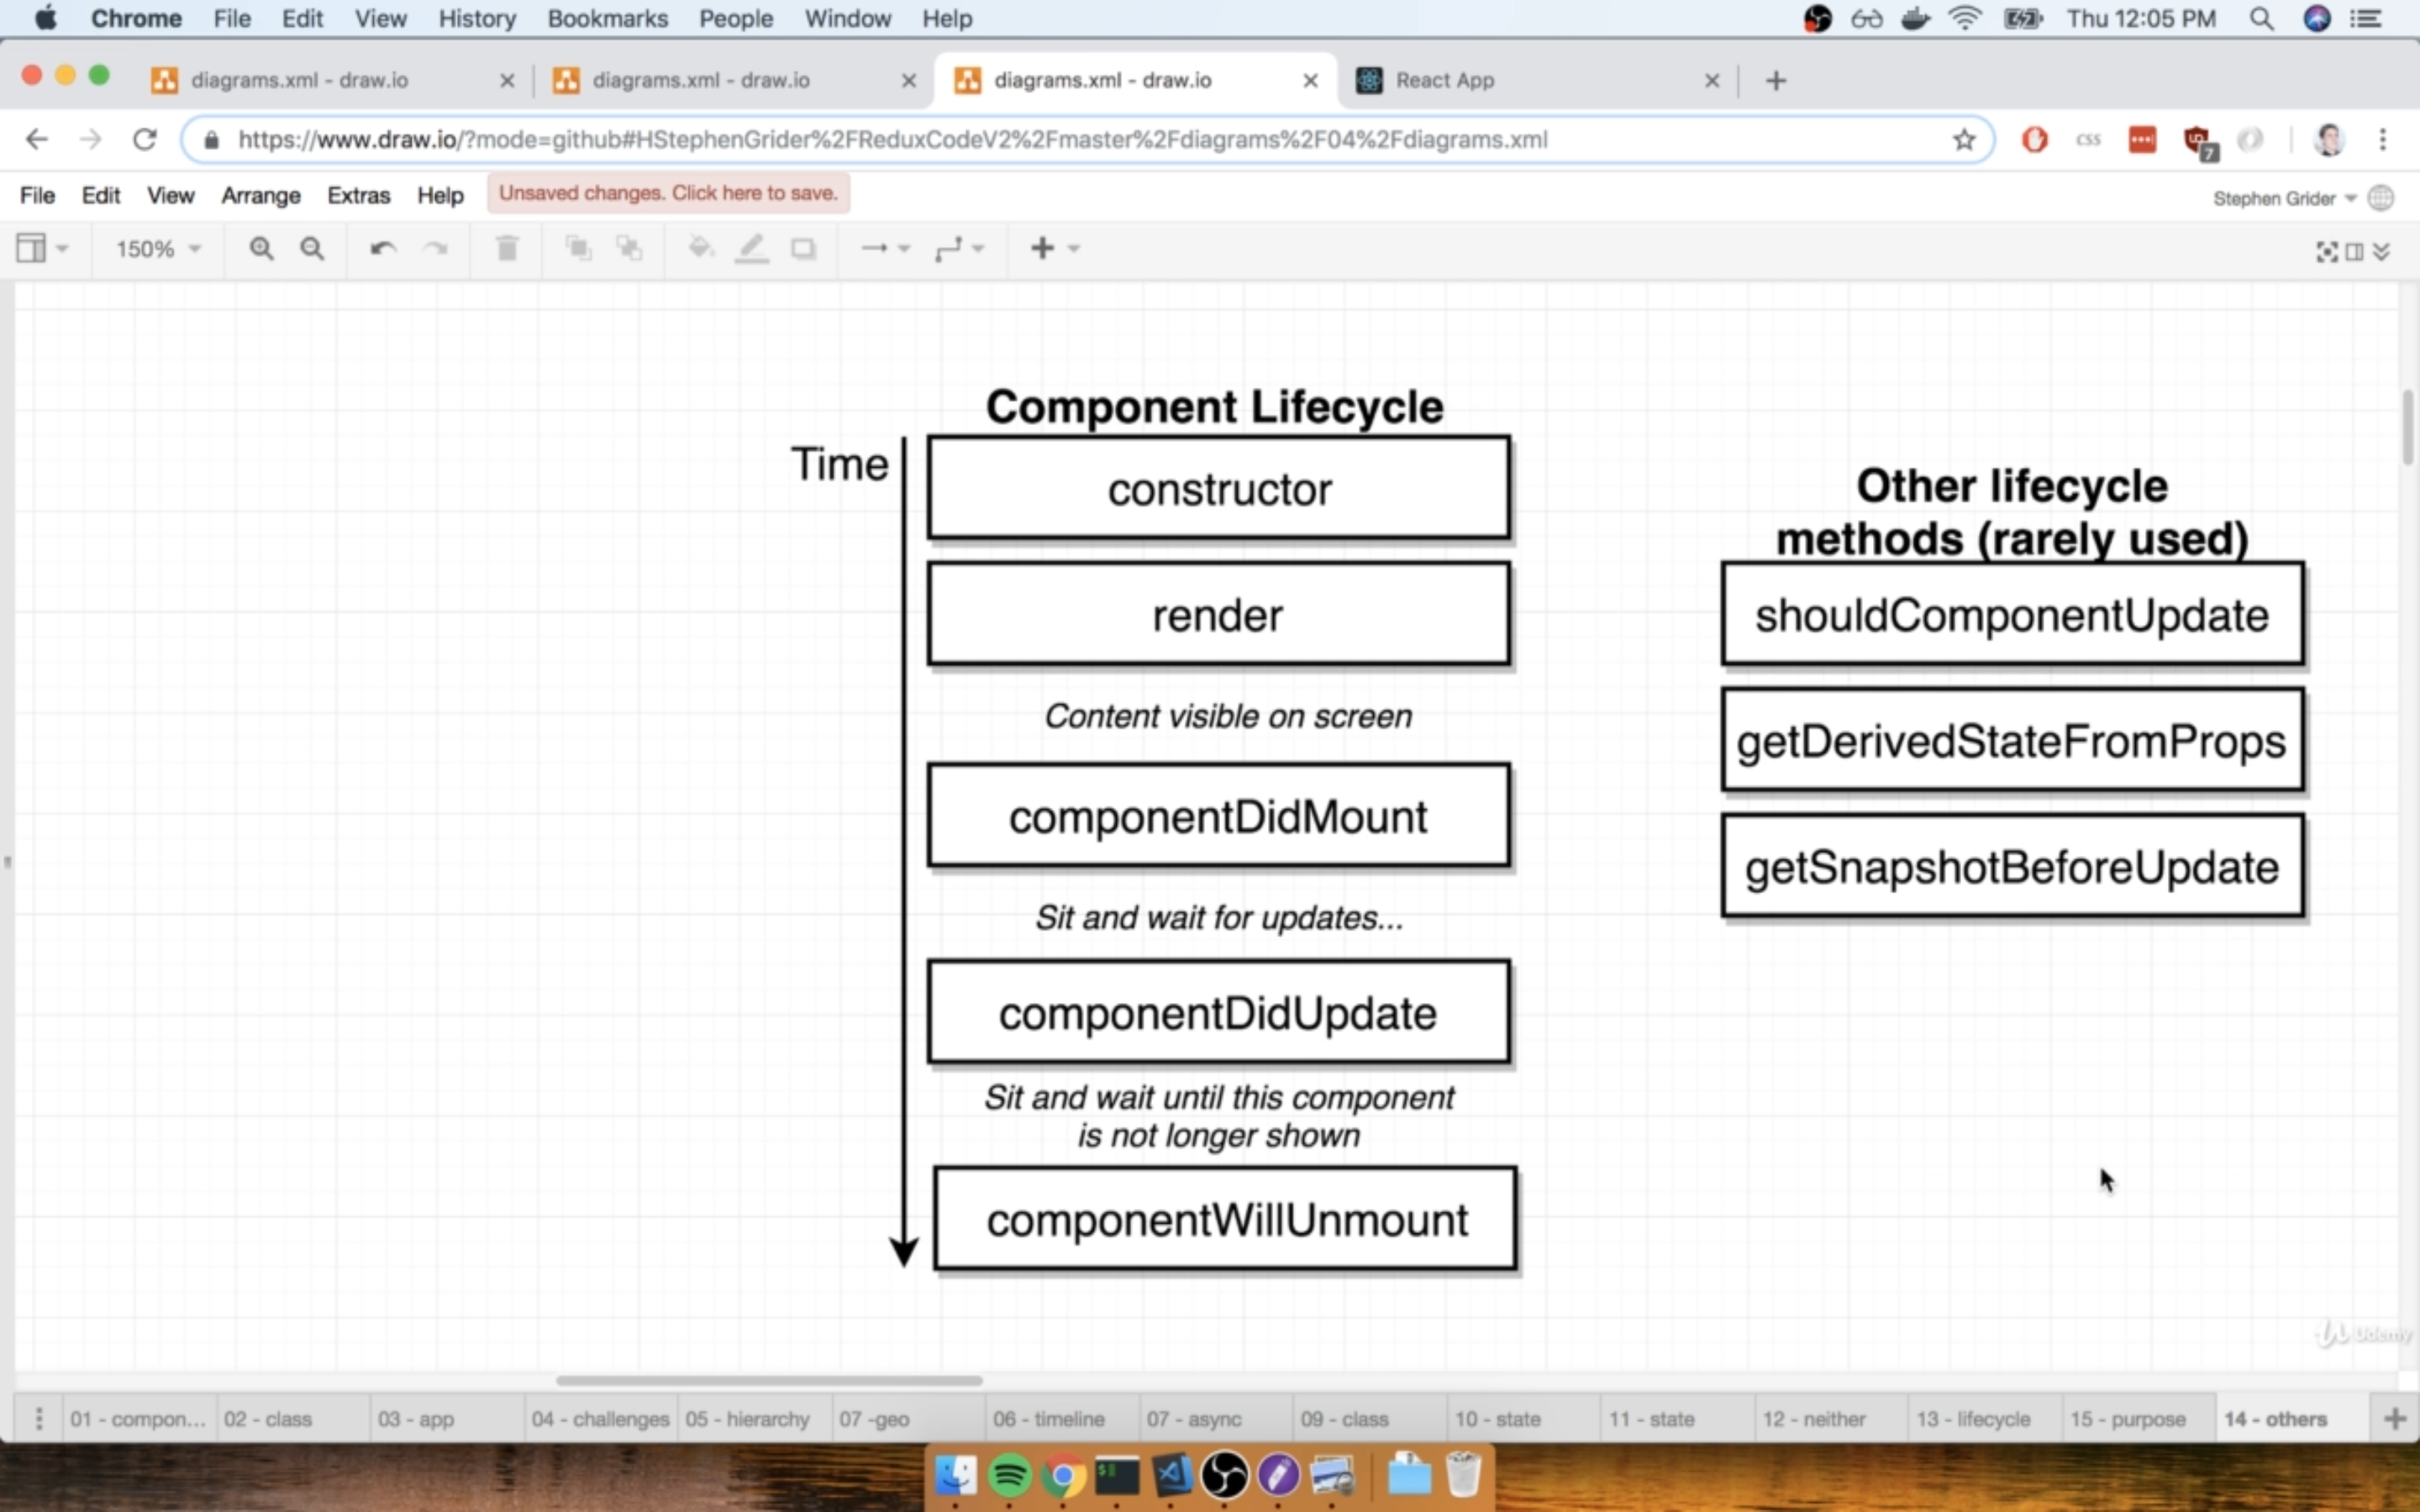 Chrome File Edit View History Bookmarks People Window Help Thu 12:05 PM
diagrams.xml - draw.io diagrams.xml - draw.io diagrams.xml - draw.io React App
https://www.draw.io/?mode=github#HStephenGrider%2FReduxCodeV2%2Fmaster%2Fdiagrams%2F04%2Fdiagrams.xml css 7
File Edit View Arrange Extras Help Unsaved changes. Click here to save. Stephen Grider
150%
Component Lifecycle
Time
constructor
Other lifecycle
methods (rarely used)
render
shouldComponentUpdate
Content visible on screen
getDerivedStateFromProps
componentDidMount
getSnapshotBeforeUpdate
Sit and wait for updates...
componentDidUpdate
Sit and wait until this component
is not longer shown
componentWillUnmount
Udemy
01 - compon... 02 - class 03 - app 04 - challenges 05 - hierarchy 07 -geo 06 - timeline 07 - async 09 - class 10 - state 11 - state 12 - neither 13 - lifecycle 15 - purpose 14 - others